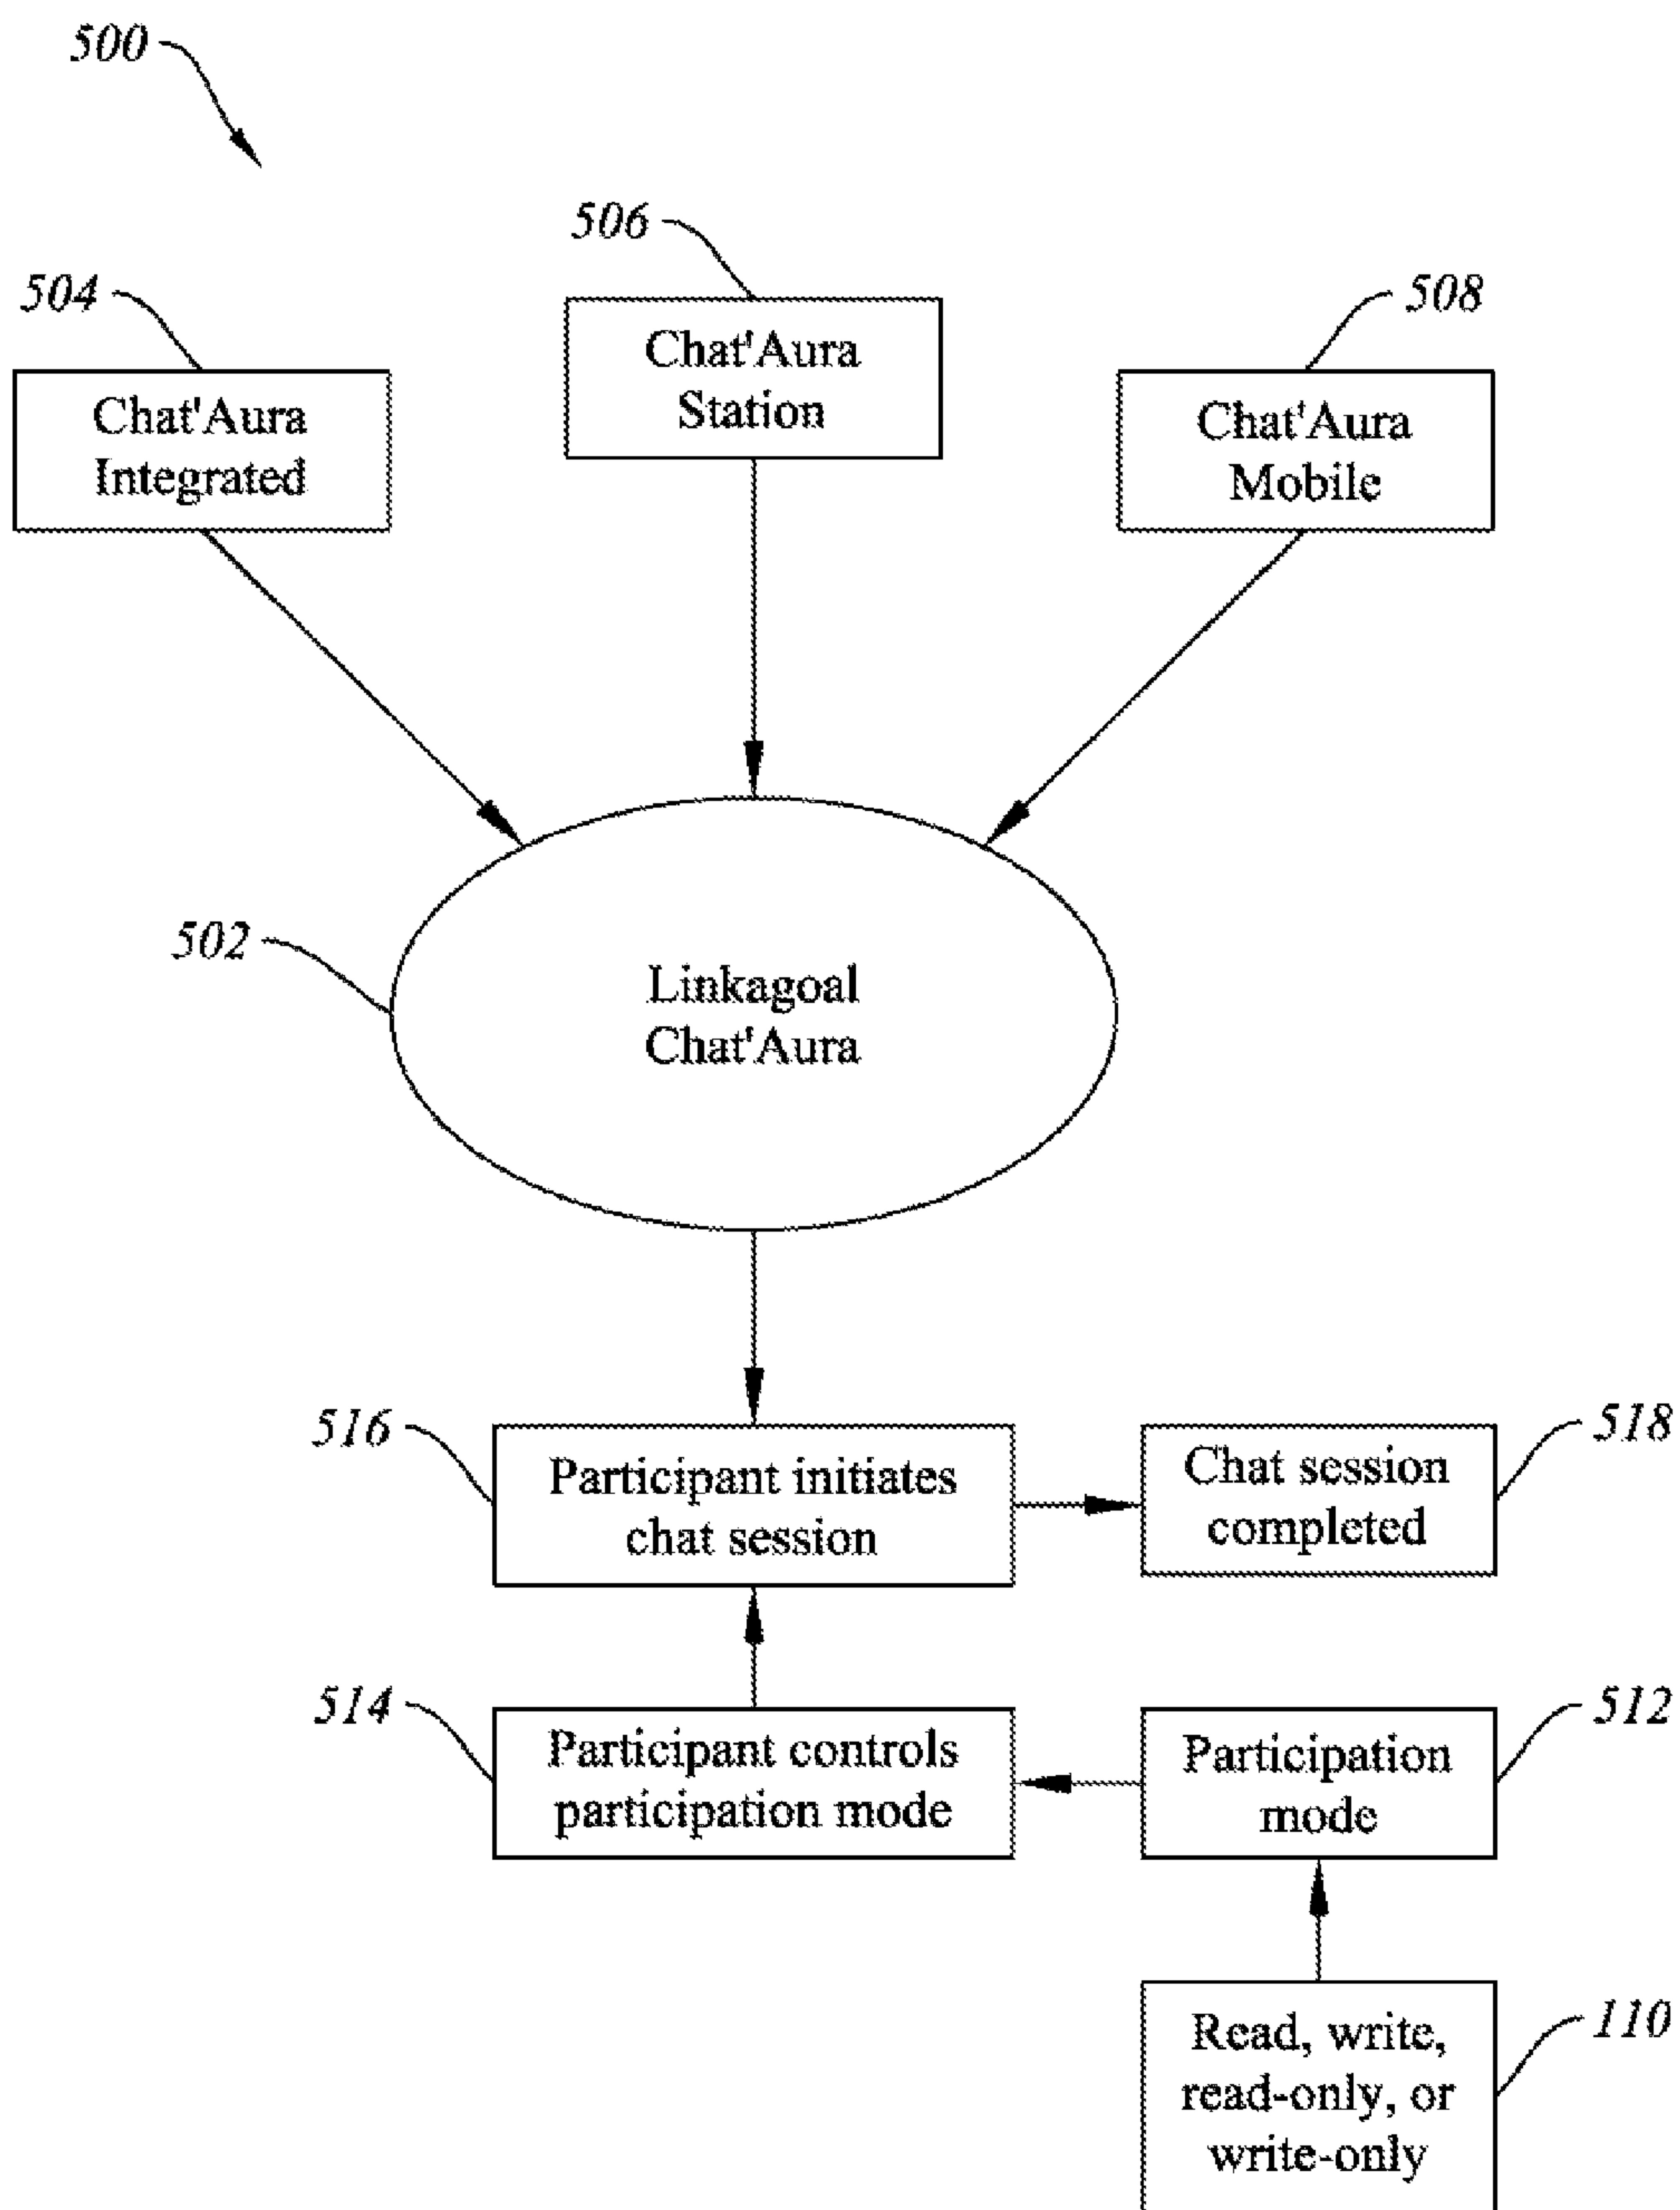 500
506
504
508
Chat'Aura
Station
Chat'Aura
Integrated
Chat'Aura
Mobile
502
Linkagoal
Chat'Aura
516
518
Participant initiates
chat session
Chat session
completed
514
512
Participant controls
participation mode
Participation
mode
110
Read, write,
read-only, or
write-only